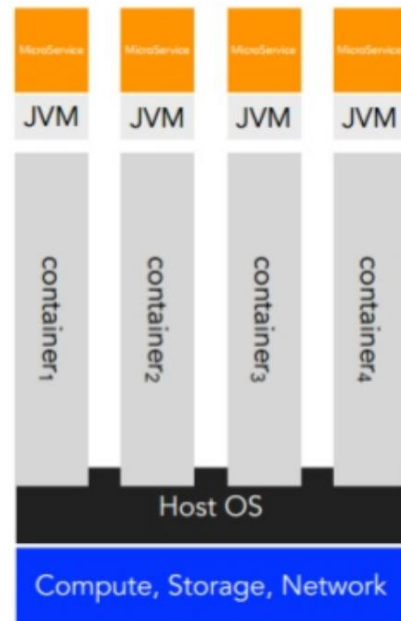 MicroService MicroService MicroService MicroService
JVM JVM JVM JVM
container1 container2 container3 container4
Host OS
Compute, Storage, Network